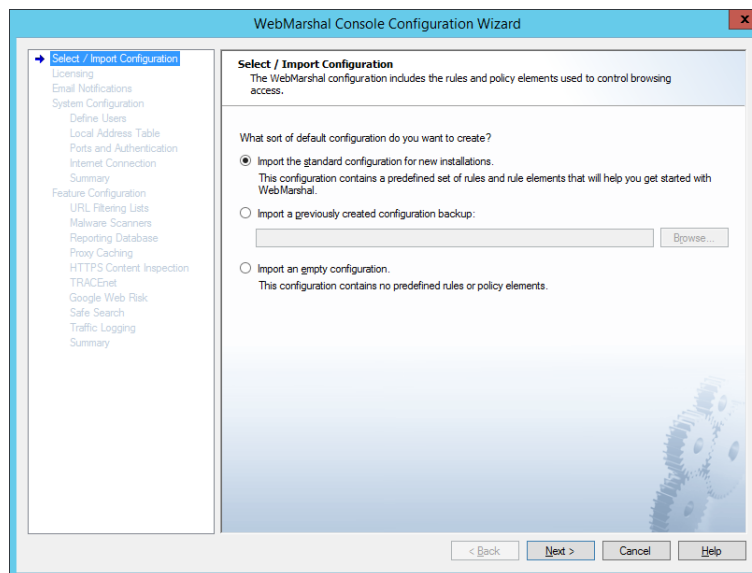 WebMarshal Console Configuration Wizard
x
Select / Import Configuration
Licensing
Email Notifications
System Configuration
Define Users
Local Address Table
Ports and Authentication
Internet Connection
Summary
Feature Configuration
URL Filtering Lists
Malware Scanners
Reporting Database
Proxy Caching
HTTPS Content Inspection
TRACEnet
Google Web Risk
Safe Search
Traffic Logging
Summary
Select / Import Configuration
The WebMarshal configuration includes the rules and policy elements used to control browsing
access.
What sort of default configuration do you want to create?
Import the standard configuration for new installations.
This configuration contains a predefined set of rules and rule elements that will help you get started with
WebMarshal.
Import a previously created configuration backup:
Browse...
Import an empty configuration.
This configuration contains no predefined rules or policy elements.
< Back
Next >
Cancel
Help